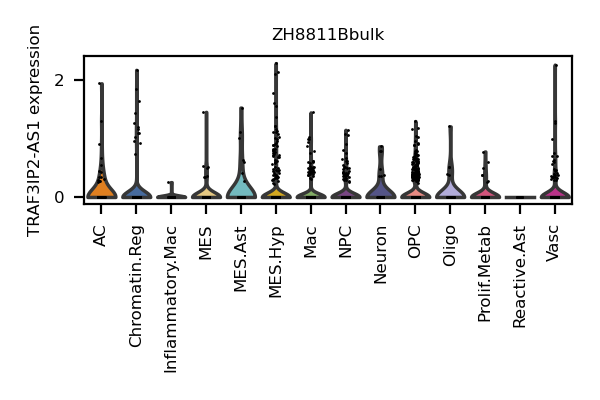 ZH8811Bbulk
TRAF3IP2-AS1 expression
2
0
AC
Chromatin.Reg
Inflammatory.Mac
MES
MES.Ast
MES.Hyp
Mac
NPC
Neuron
OPC
Oligo
Prolif.Metab
Reactive.Ast
Vasc